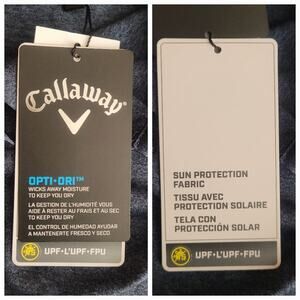 Callaway
OPTI-DRI™
WICKS AWAY MOISTURE
TO KEEP YOU DRY
LA GESTION DE L'HUMIDITÉ VOUS
AIDE À RESTER AU FRAIS ET AU SEC
TO KEEP YOU DRY
EL CONTROL DE HUMEDAD AYUDAR
A MANTENERTE FRESCO Y SECO
UPF·L'UPF·FPU
SUN PROTECTION
FABRIC
TISSU AVEC
PROTECTION SOLAIRE
TELA CON
PROTECCIÓN SOLAR
UPF·L'UPF·FPU